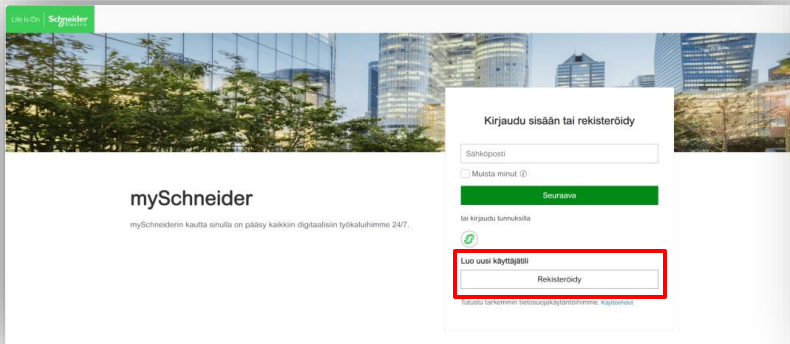 Life Is On | Schneider Electric
Kirjaudu sisään tai rekisteröidy
Sähköposti
Muista minut
Seuraava
tai kirjaudu tunnuksilla
mySchneider
mySchneiderin kautta sinulla on pääsy kaikkiin digitaalisiin työkaluihimme 24/7.
Luo uusi käyttäjätili
Rekisteröidy
Tutustu tarkemmin tietosuojakäytäntöihimme. Käyttöehdot